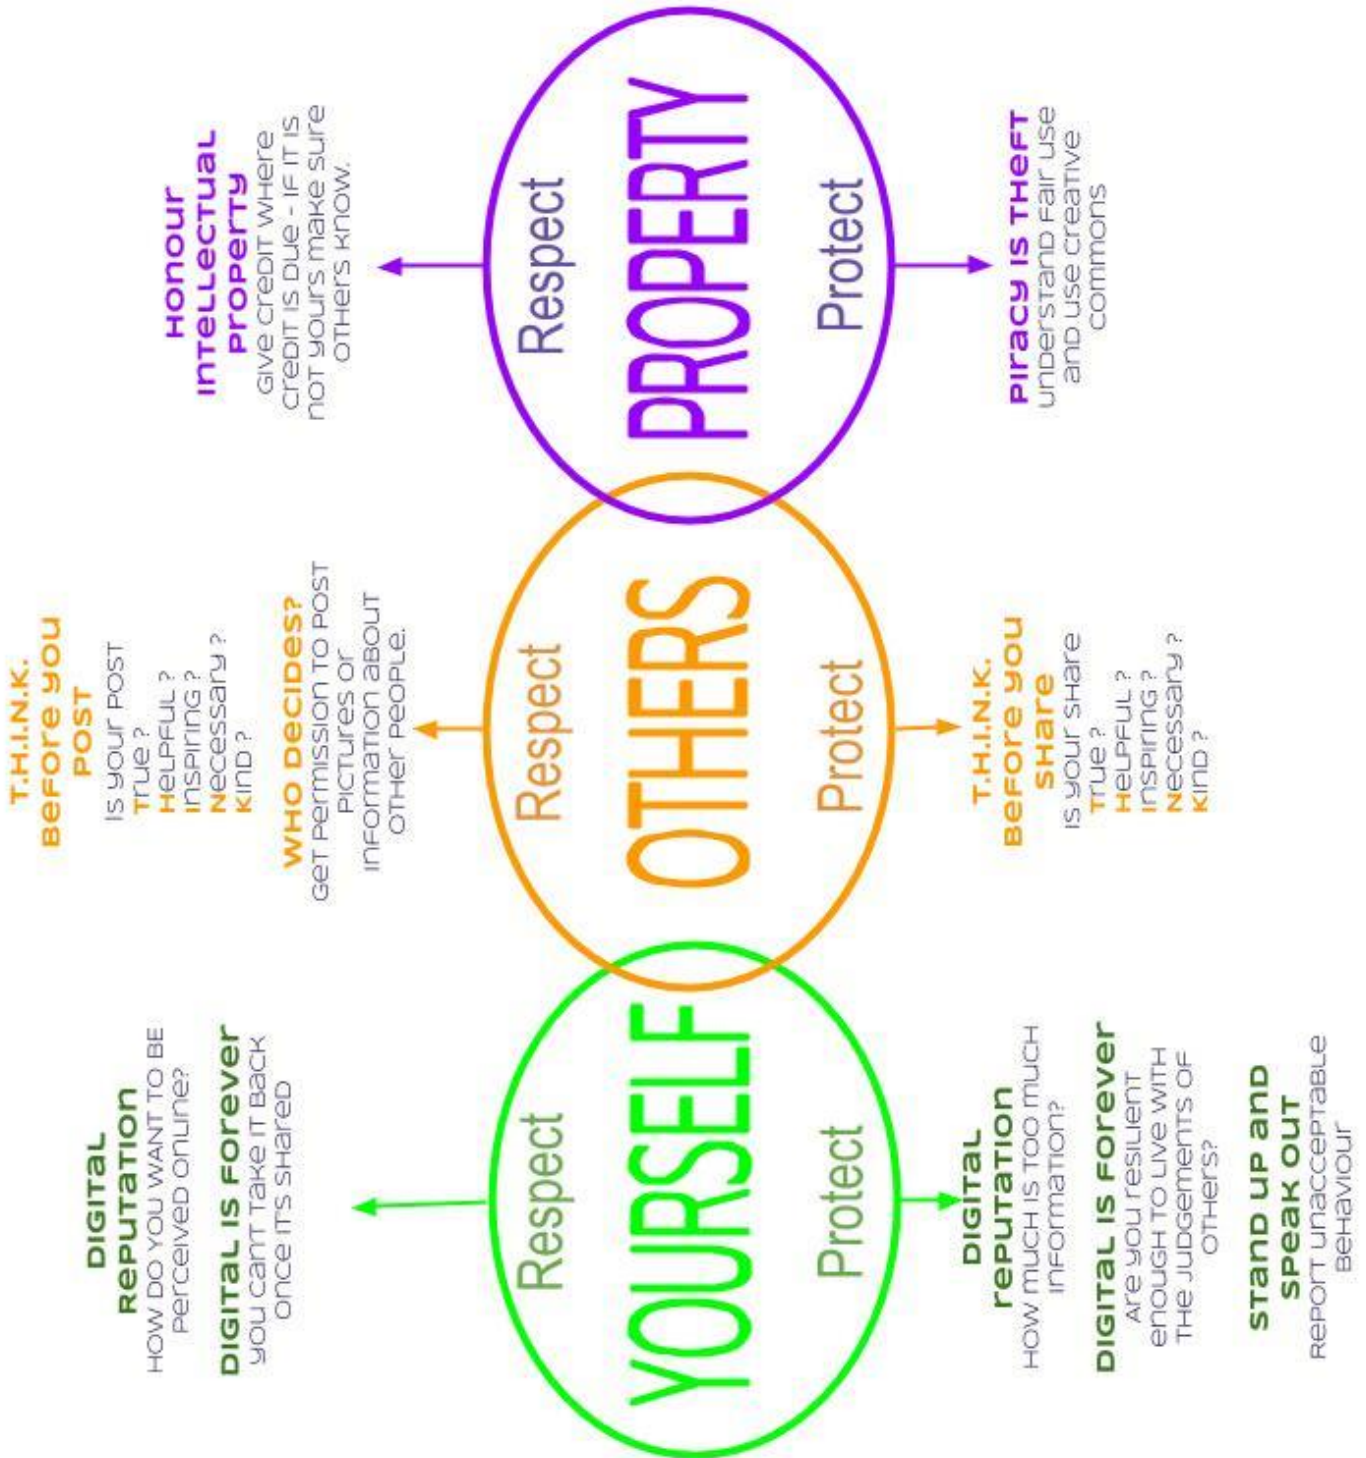 DIGITAL
REPUTATION
HOW DO YOU WANT TO BE
PERCEIVED ONLINE?
DIGITAL IS FOREVER
YOU CAN'T TAKE IT BACK
ONCE IT'S SHARED
Respect
YOURSELF
Protect
DIGITAL
REPUTATION
HOW MUCH IS TOO MUCH
INFORMATION?
DIGITAL IS FOREVER
ARE YOU RESILIENT
ENOUGH TO LIVE WITH
THE JUDGEMENTS OF
OTHERS?
STAND UP AND
SPEAK OUT
REPORT UNACCEPTABLE
BEHAVIOUR
T.H.I.N.K.
BEFORE YOU
POST
IS YOUR POST
TRUE ?
HELPFUL ?
INSPIRING ?
NECESSARY ?
KIND ?
WHO DECIDES?
GET PERMISSION TO POST
PICTURES OR
INFORMATION ABOUT
OTHER PEOPLE.
Respect
OTHERS
Protect
T.H.I.N.K.
BEFORE YOU
SHARE
IS YOUR SHARE
TRUE ?
HELPFUL ?
INSPIRING ?
NECESSARY ?
KIND ?
HONOUR
INTELLECTUAL
PROPERTY
GIVE CREDIT WHERE
CREDIT IS DUE - IF IT IS
NOT YOURS MAKE SURE
OTHERS KNOW.
Respect
PROPERTY
Protect
PIRACY IS THEFT
UNDERSTAND FAIR USE
AND USE CREATIVE
COMMONS